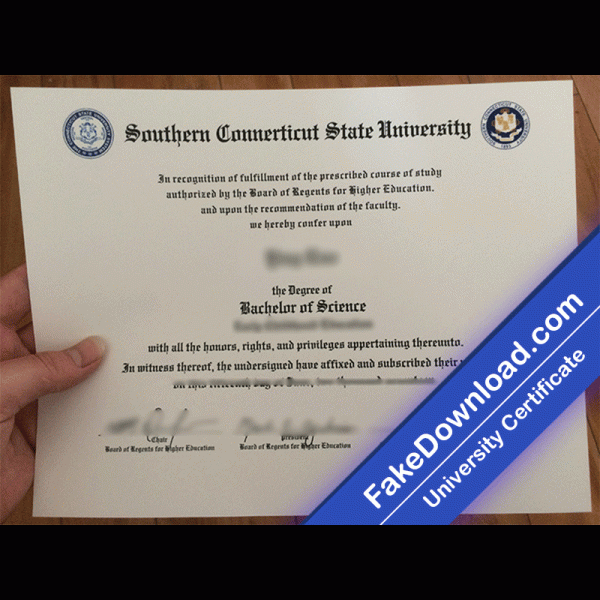 Southern Connecticut State University
In recognition of fulfillment of the prescribed course of study
authorized by the Board of Regents for Higher Education.
and upon the recommendation of the faculty.
we hereby confer upon
the Degree of
Bachelor of Science
with all the honors, rights, and privileges appertaining thereunto.
In witness thereof, the undersigned have affixed and subscribed their
Board of Regents for Higher Education
President
Board of Regents for Higher Education
FakeDownload.com
University Certificate